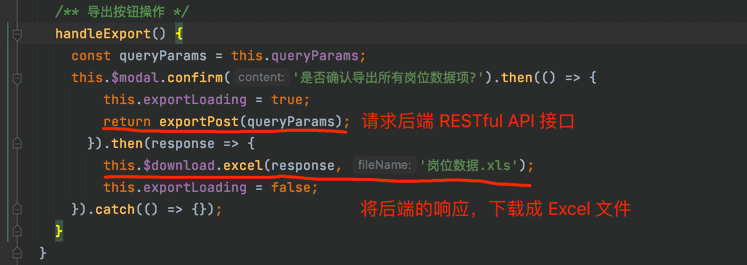 /** 导出按钮操作 */
handleExport() {
const queryParams = this.queryParams;
this.$modal.confirm( content: '是否确认导出所有岗位数据项?').then(() => {
this.exportLoading = true;
return exportPost(queryParams); 请求后端 RESTful API 接口
}).then(response => {
this.$download.excel(response, fileName: '岗位数据.xls');
this.exportLoading = false;
}).catch(() => {}); 将后端的响应，下载成 Excel 文件
}
}